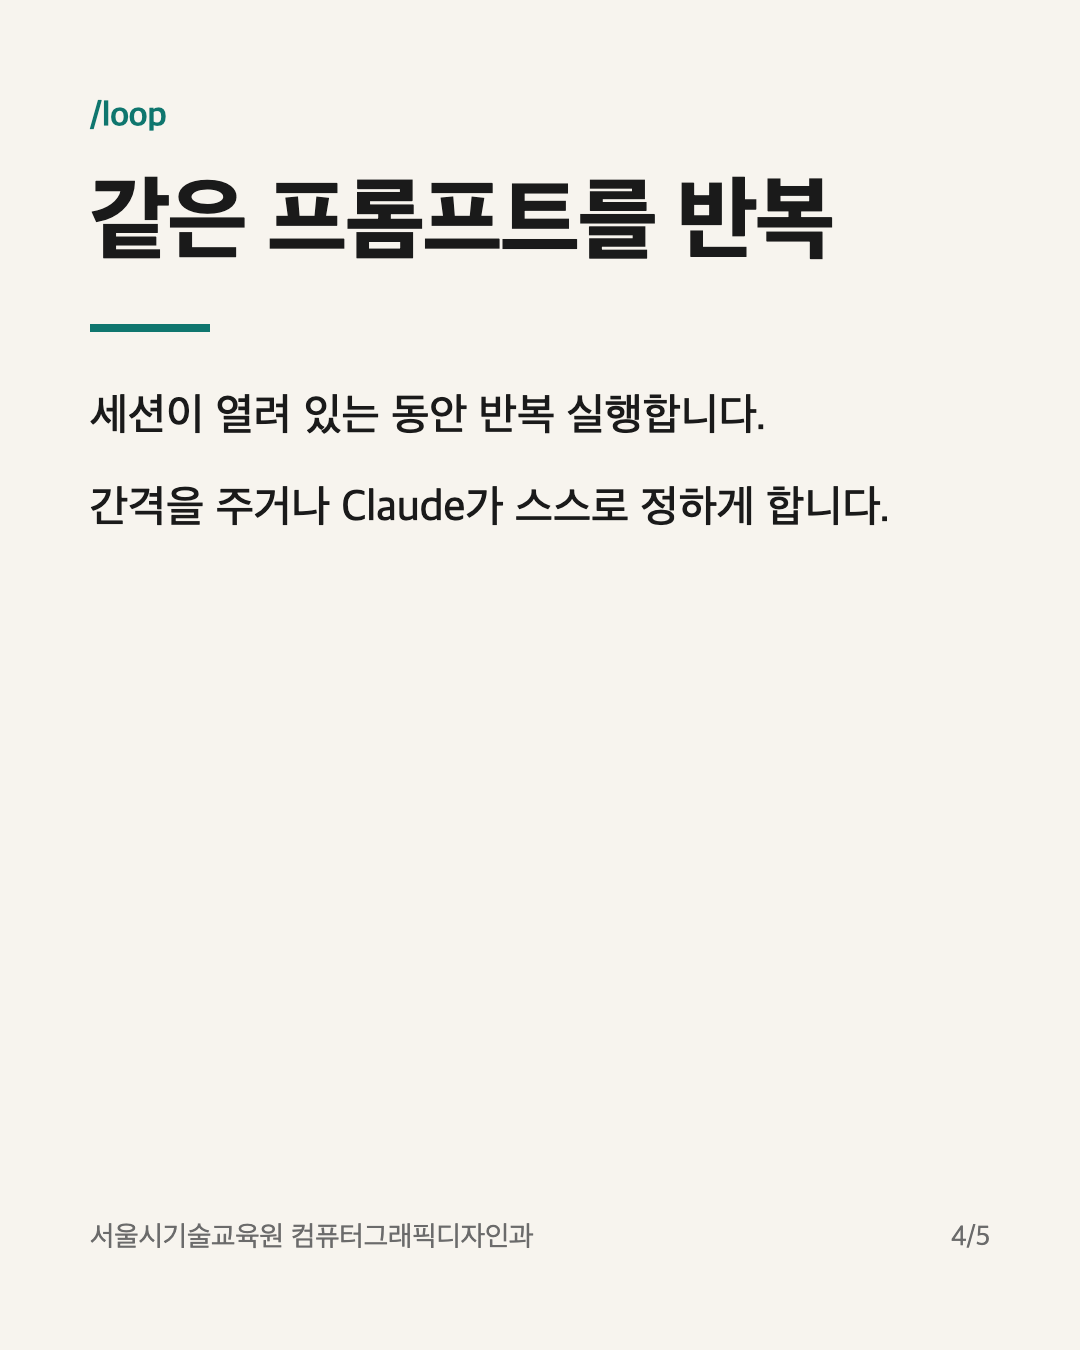 /loop
같은 프롬프트를 반복
세션이 열려 있는 동안 반복 실행합니다.
간격을 주거나 Claude가 스스로 정하게 합니다.
서울시기술교육원 컴퓨터그래픽디자인과
4/5